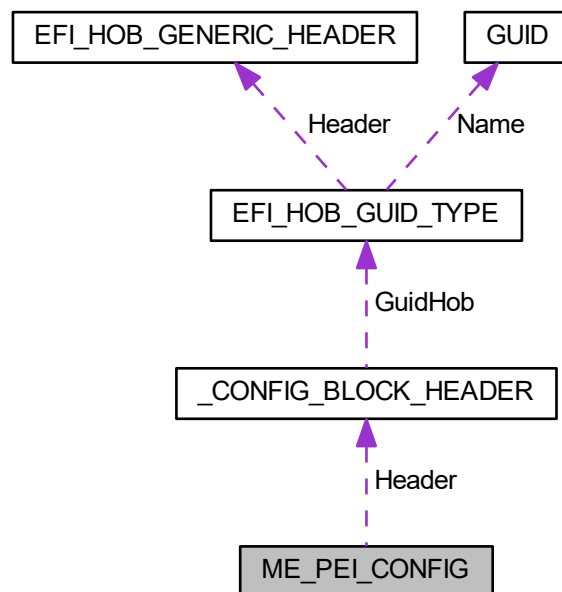 EFI_HOB_GENERIC_HEADER
GUID
Header
Name
EFI_HOB_GUID_TYPE
GuidHob
_CONFIG_BLOCK_HEADER
Header
ME_PEI_CONFIG